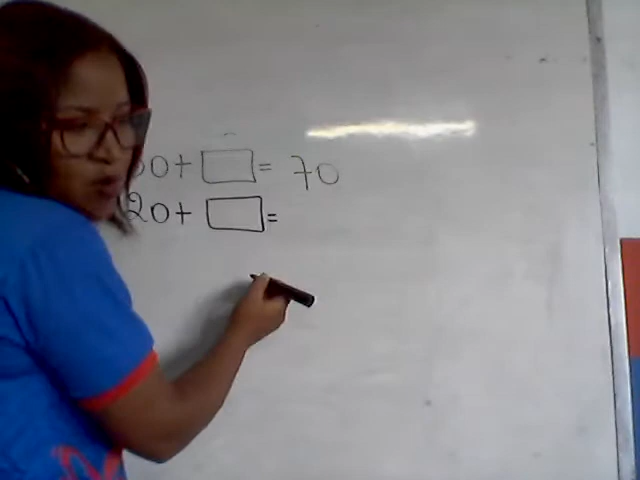 0 + □ = 70
20 + □ =